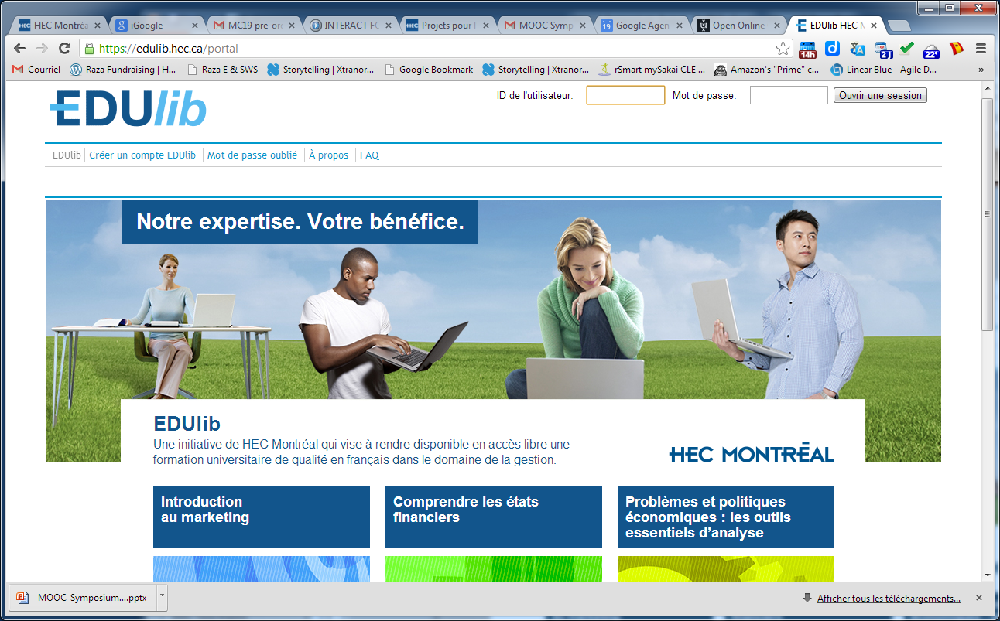 HEC Montréa
iGoogle
MC19 pre-or
INTERACT FO
Projets pour l
MOOC Symp
Google Agen
Open Online
EDUlib HEC M
https://edulib.hec.ca/portal
14h
2J
22°
Courriel
Raza Fundraising | H...
Raza E & SWS
Storytelling | Xtranor...
Google Bookmark
Storytelling | Xtranor...
rSmart mySakai CLE ...
Amazon's "Prime" c...
Linear Blue - Agile D...
»
EDUlib
ID de l'utilisateur:
Mot de passe:
Ouvrir une session
EDUlib
Créer un compte EDUlib
Mot de passe oublié
À propos
FAQ
Notre expertise. Votre bénéfice.
EDUlib
Une initiative de HEC Montréal qui vise à rendre disponible en accès libre une
formation universitaire de qualité en français dans le domaine de la gestion.
HEC MONTRÉAL
Introduction
au marketing
Comprendre les états
financiers
Problèmes et politiques
économiques : les outils
essentiels d'analyse
MOOC_Symposium....pptx
Afficher tous les téléchargements...